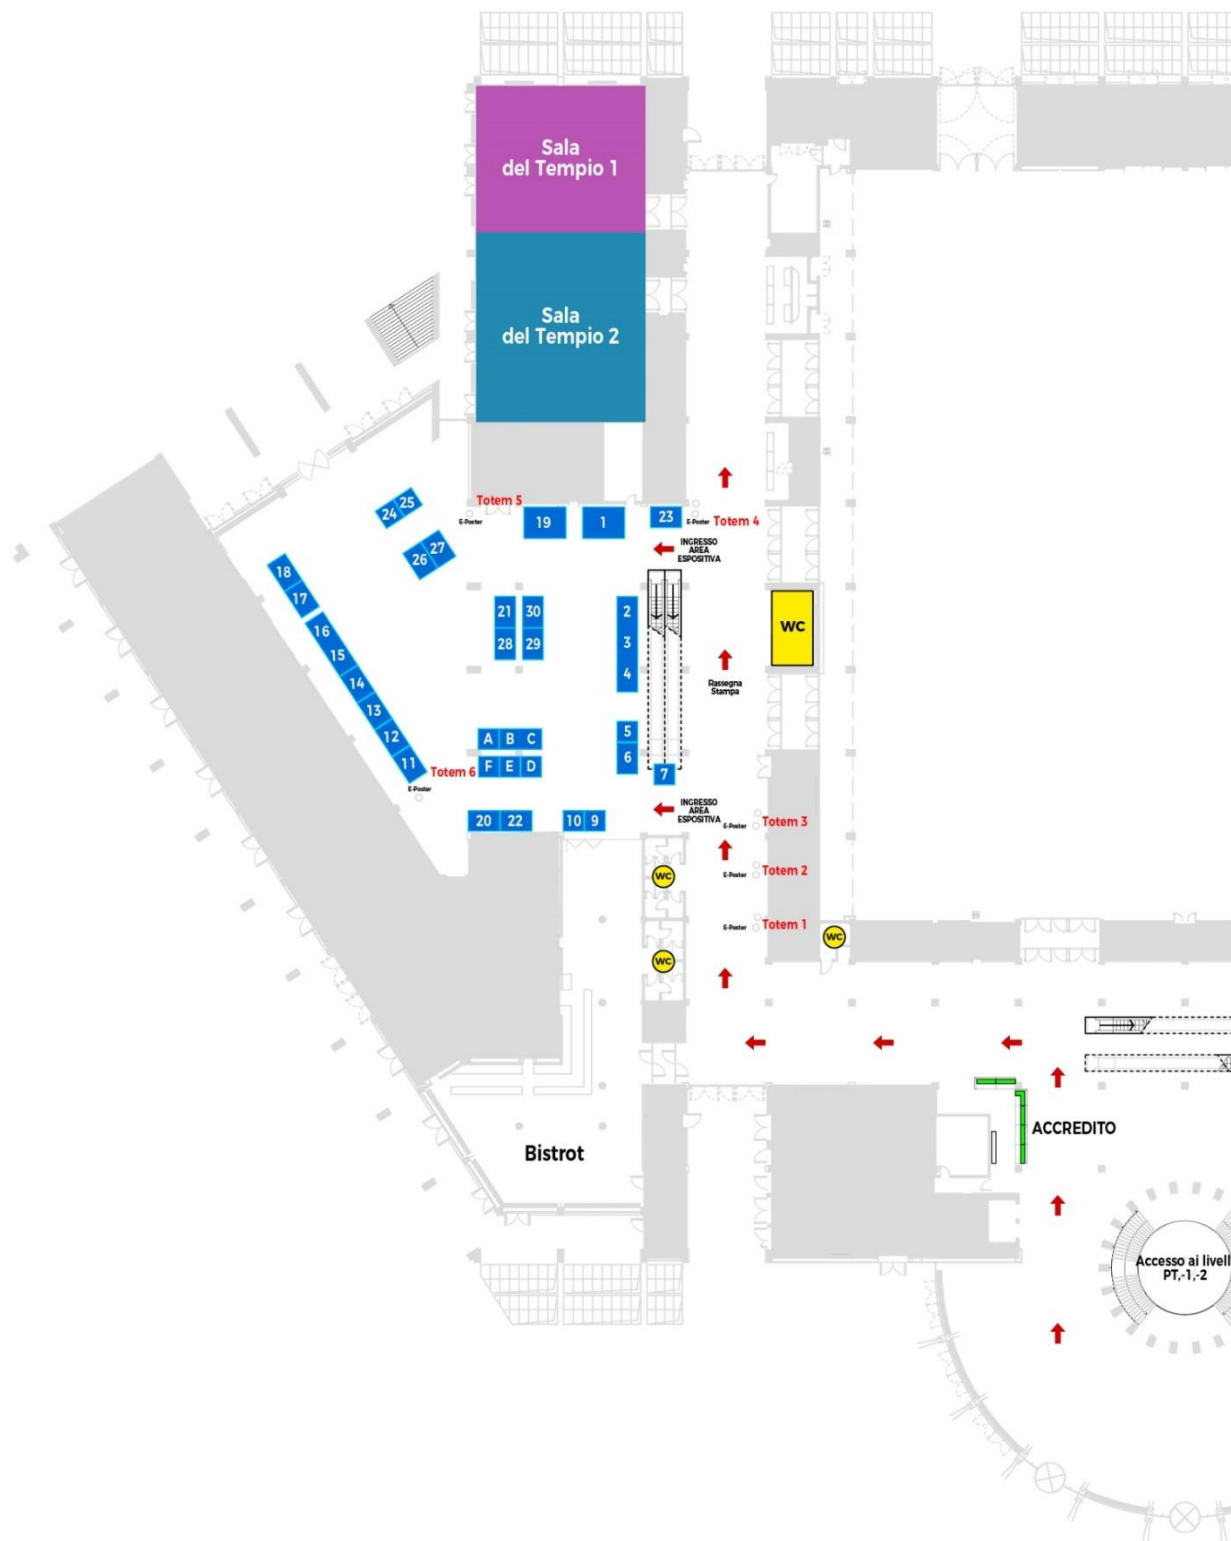 Sala
del Tempio 1
Sala
del Tempio 2
Totem 5
E-Poster
25
24
19
1
23
E-Poster
Totem 4
INGRESSO
AREA
ESPOSITIVA
27
26
18
17
16
15
14
13
12
11
21
30
28
29
2
3
4
WC
Rassegna
Stampa
A
B
C
F
E
D
5
6
7
Totem 6
E-Poster
20
22
10
9
INGRESSO
AREA
ESPOSITIVA
E-Poster
Totem 3
WC
E-Poster
Totem 2
E-Poster
Totem 1
WC
WC
ACCREDITO
Bistrot
Accesso ai livell
PT,-1,-2